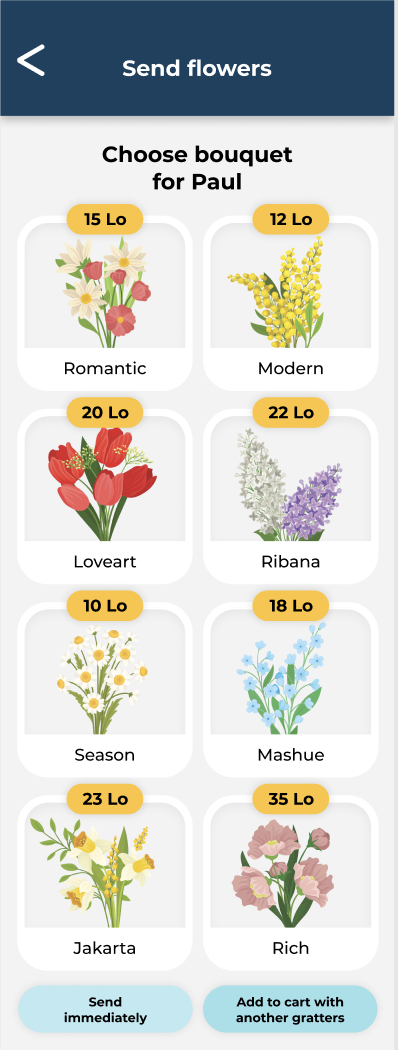 Send flowers
Choose bouquet
for Paul
15 Lo
12 Lo
Romantic
Modern
20 Lo
22 Lo
Loveart
Ribana
10 Lo
18 Lo
Season
Mashue
23 Lo
35 Lo
Jakarta
Rich
Send
immediately
Add to cart with
another gratters